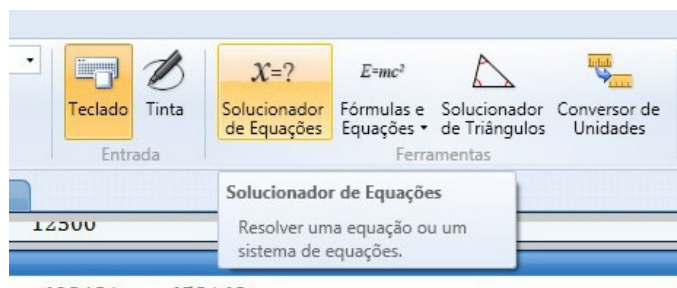 x=?
E=mc²
Teclado
Tinta
Solucionador de Equações
Fórmulas e Equações
Solucionador de Triângulos
Conversor de Unidades
Entrada
Ferramentas
Solucionador de Equações
Resolver uma equação ou um
sistema de equações.
12500